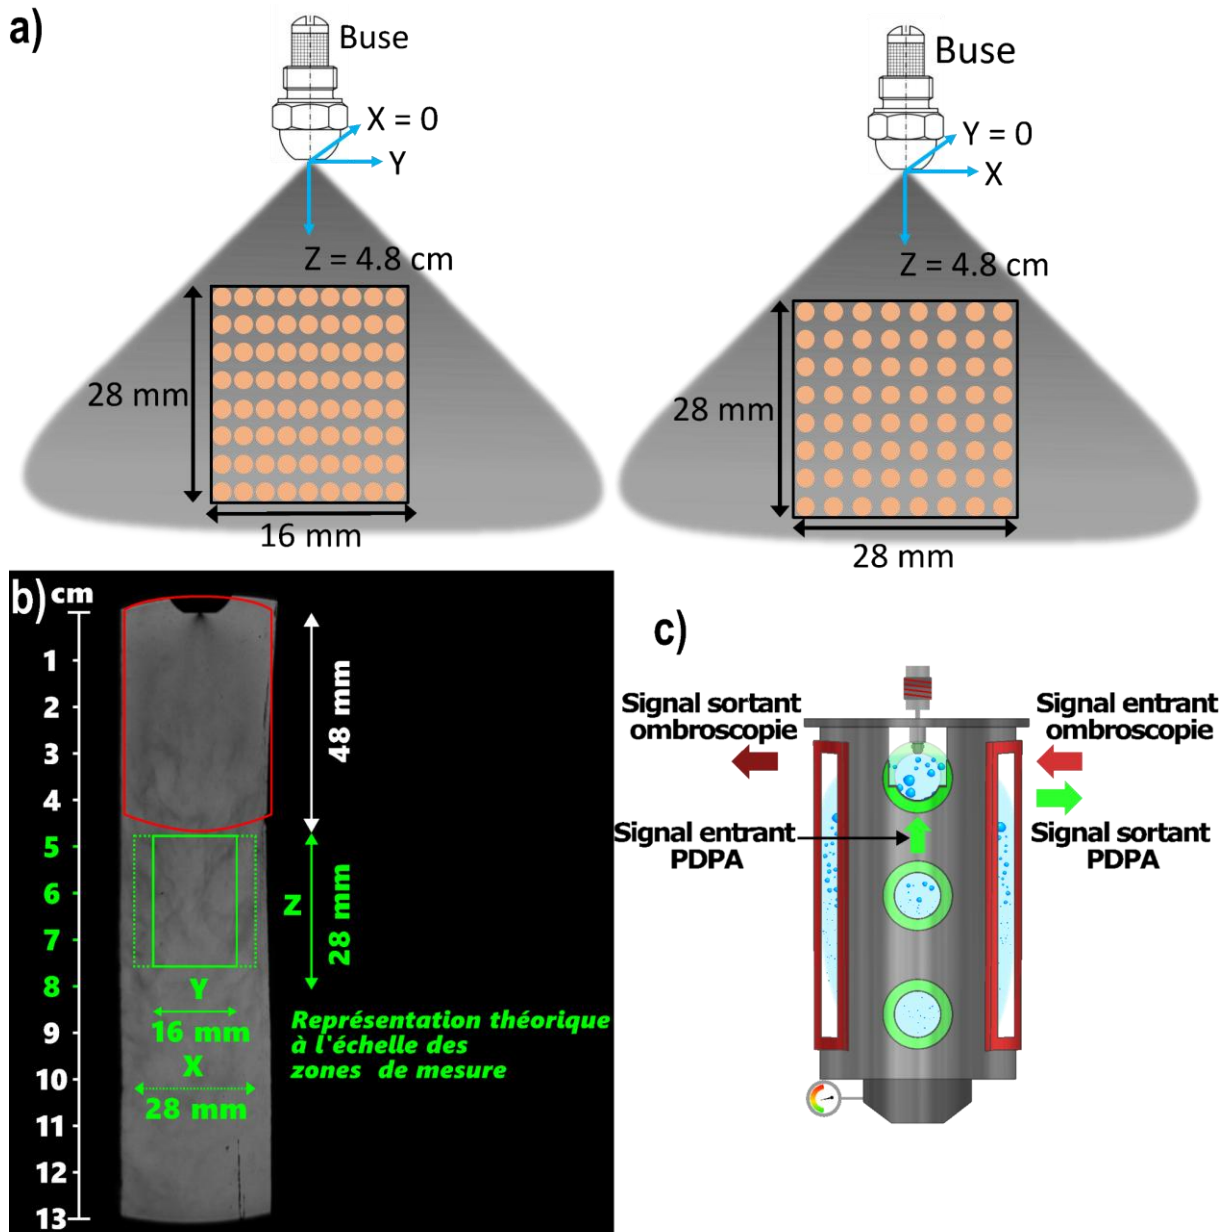 a)
Buse
X = 0
Y
Z = 4.8 cm
28 mm
16 mm
Buse
Y = 0
X
Z = 4.8 cm
28 mm
28 mm
b)
cm
1
2
3
4
5
6
7
8
9
10
11
12
13
48 mm
Z
28 mm
Y
16 mm
X
28 mm
Représentation théorique
à l'échelle des
zones de mesure
c)
Signal sortant
ombroscopie
Signal entrant
ombroscopie
Signal entrant
PDPA
Signal sortant
PDPA